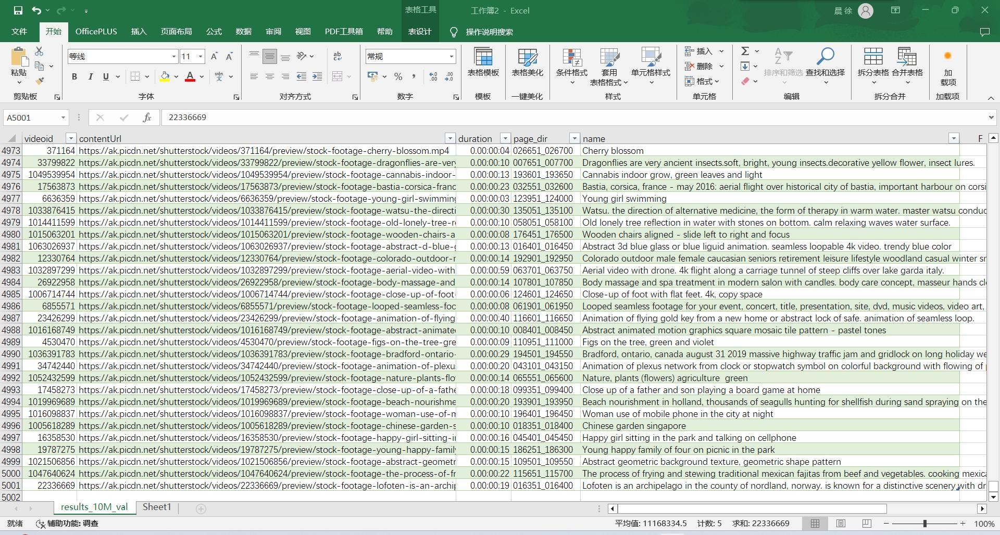 表格工具
工作簿2 - Excel
晨 徐
文件 开始 OfficePLUS 插入 页面布局 公式 数据 审阅 视图 PDF工具箱 帮助 表设计 操作说明搜索
粘贴
剪贴板
等线 11
B I U A wén 文
字体
ab
对齐方式
常规
% ,
数字
表格模板
模板
表格美化
一键美化
条件格式 套用表格格式 单元格样式
样式
插入
删除
格式
单元格
排序和筛选 查找和选择
编辑
拆分表格 合并表格
拆分合并
加载项
加载项
A5001 fx 22336669
videoid contentUrl duration page_dir name F
4973 371164 https://ak.picdn.net/shutterstock/videos/371164/preview/stock-footage-cherry-blossom.mp4 0.00:00:04 026651_026700 Cherry blossom
4974 33799822 https://ak.picdn.net/shutterstock/videos/33799822/preview/stock-footage-dragonflies-are-very 0.00:00:10 007651_007700 Dragonflies are very ancient insects.soft, bright, young insects.decorative yellow flower, insect lures.
4975 1049539954 https://ak.picdn.net/shutterstock/videos/1049539954/preview/stock-footage-cannabis-indoor- 0.00:00:13 193601_193650 Cannabis indoor grow, green leaves and light
4976 17563873 https://ak.picdn.net/shutterstock/videos/17563873/preview/stock-footage-bastia-corsica-franc 0.00:00:23 032551_032600 Bastia, corsica, france - may 2016: aerial flight over historical city of bastia, important harbour on corsi
4977 6636359 https://ak.picdn.net/shutterstock/videos/6636359/preview/stock-footage-young-girl-swimming 0.00:00:03 123951_124000 Young girl swimming
4978 1033876415 https://ak.picdn.net/shutterstock/videos/1033876415/preview/stock-footage-watsu-the-directi 0.00:00:30 135051_135100 Watsu. the direction of alternative medicine, the form of therapy in warm water. master watsu conduc
4979 1014411599 https://ak.picdn.net/shutterstock/videos/1014411599/preview/stock-footage-old-lonely-tree-r 0.00:00:10 058051_058100 Old lonely tree reflection in water with stones on bottom. calm relaxing waves water surface.
4980 1015063201 https://ak.picdn.net/shutterstock/videos/1015063201/preview/stock-footage-wooden-chairs-a 0.00:00:08 176451_176500 Wooden chairs aligned - slide left to right and focus
4981 1063026937 https://ak.picdn.net/shutterstock/videos/1063026937/preview/stock-footage-abstract-d-blue-g 0.00:00:13 016401_016450 Abstract 3d blue glass or blue liguid animation. seamless loopable 4k video. trendy blue color
4982 12330764 https://ak.picdn.net/shutterstock/videos/12330764/preview/stock-footage-colorado-outdoor-r 0.00:00:14 192901_192950 Colorado outdoor male female caucasian seniors retirement leisure lifestyle woodland casual winter sn
4983 1032897299 https://ak.picdn.net/shutterstock/videos/1032897299/preview/stock-footage-aerial-video-with 0.00:00:59 063701_063750 Aerial video with drone. 4k flight along a carriage tunnel of steep cliffs over lake garda italy.
4984 26922958 https://ak.picdn.net/shutterstock/videos/26922958/preview/stock-footage-body-massage-and 0.00:00:14 107801_107850 Body massage and spa treatment in modern salon with candles. body care concept, masseur hands cl
4985 1006714744 https://ak.picdn.net/shutterstock/videos/1006714744/preview/stock-footage-close-up-of-foot- 0.00:00:06 124601_124650 Close-up of foot with flat feet. 4k, copy space
4986 6855571 https://ak.picdn.net/shutterstock/videos/6855571/preview/stock-footage-looped-seamless-foo 0.00:00:08 061901_061950 Looped seamless footage for your event, concert, title, presentation, site, dvd, music videos, video art,
4987 23426299 https://ak.picdn.net/shutterstock/videos/23426299/preview/stock-footage-animation-of-flying 0.00:00:40 116601_116650 Animation of flying gold key from a new home or abstract lock of safe. animation of seamless loop.
4988 1016168749 https://ak.picdn.net/shutterstock/videos/1016168749/preview/stock-footage-abstract-animate 0.00:00:10 008401_008450 Abstract animated motion graphics square mosaic tile pattern - pastel tones
4989 4530470 https://ak.picdn.net/shutterstock/videos/4530470/preview/stock-footage-figs-on-the-tree-gre 0.00:00:09 110951_111000 Figs on the tree, green and violet
4990 1036391783 https://ak.picdn.net/shutterstock/videos/1036391783/preview/stock-footage-bradford-ontario- 0.00:00:29 194501_194550 Bradford, ontario, canada august 31 2019 massive highway traffic jam and gridlock on long holiday we
4991 34742440 https://ak.picdn.net/shutterstock/videos/34742440/preview/stock-footage-animation-of-plexu 0.00:00:20 043101_043150 Animation of plexus network from clock or stopwatch symbol on colorful background with flowing of p
4992 1052432599 https://ak.picdn.net/shutterstock/videos/1052432599/preview/stock-footage-nature-plants-flo 0.00:00:14 065551_065600 Nature, plants (flowers) agriculture  green
4993 17458273 https://ak.picdn.net/shutterstock/videos/17458273/preview/stock-footage-close-up-of-a-fathe 0.00:00:18 099351_099400 Close up of a father and son playing a board game at home
4994 1019969689 https://ak.picdn.net/shutterstock/videos/1019969689/preview/stock-footage-beach-nourishme 0.00:00:20 193901_193950 Beach nourishment in holland, thousands of seagulls hunting for shellfish during sand spraying on the
4995 1016098837 https://ak.picdn.net/shutterstock/videos/1016098837/preview/stock-footage-woman-use-of-m 0.00:00:10 196401_196450 Woman use of mobile phone in the city at night
4996 1005618289 https://ak.picdn.net/shutterstock/videos/1005618289/preview/stock-footage-chinese-garden-s 0.00:00:10 018351_018400 Chinese garden singapore
4997 16358530 https://ak.picdn.net/shutterstock/videos/16358530/preview/stock-footage-happy-girl-sitting-i 0.00:00:16 045401_045450 Happy girl sitting in the park and talking on cellphone
4998 19787275 https://ak.picdn.net/shutterstock/videos/19787275/preview/stock-footage-young-happy-family 0.00:00:15 186251_186300 Young happy family of four on picnic in the park
4999 1021506856 https://ak.picdn.net/shutterstock/videos/1021506856/preview/stock-footage-abstract-geometr 0.00:00:15 109501_109550 Abstract geometric background texture, geometric shape pattern
5000 1047640624 https://ak.picdn.net/shutterstock/videos/1047640624/preview/stock-footage-the-process-of-fr 0.00:00:22 115651_115700 The process of frying and stewing traditional mexican fajitas from beef and vegetables. cooking mexica
5001 22336669 https://ak.picdn.net/shutterstock/videos/22336669/preview/stock-footage-lofoten-is-an-archip 0.00:00:19 016351_016400 Lofoten is an archipelago in the county of nordland, norway. is known for a distinctive scenery with dr
5002
results_10M_val Sheet1
就绪 辅助功能: 调查 平均值: 11168334.5 计数: 5 求和: 22336669 100%